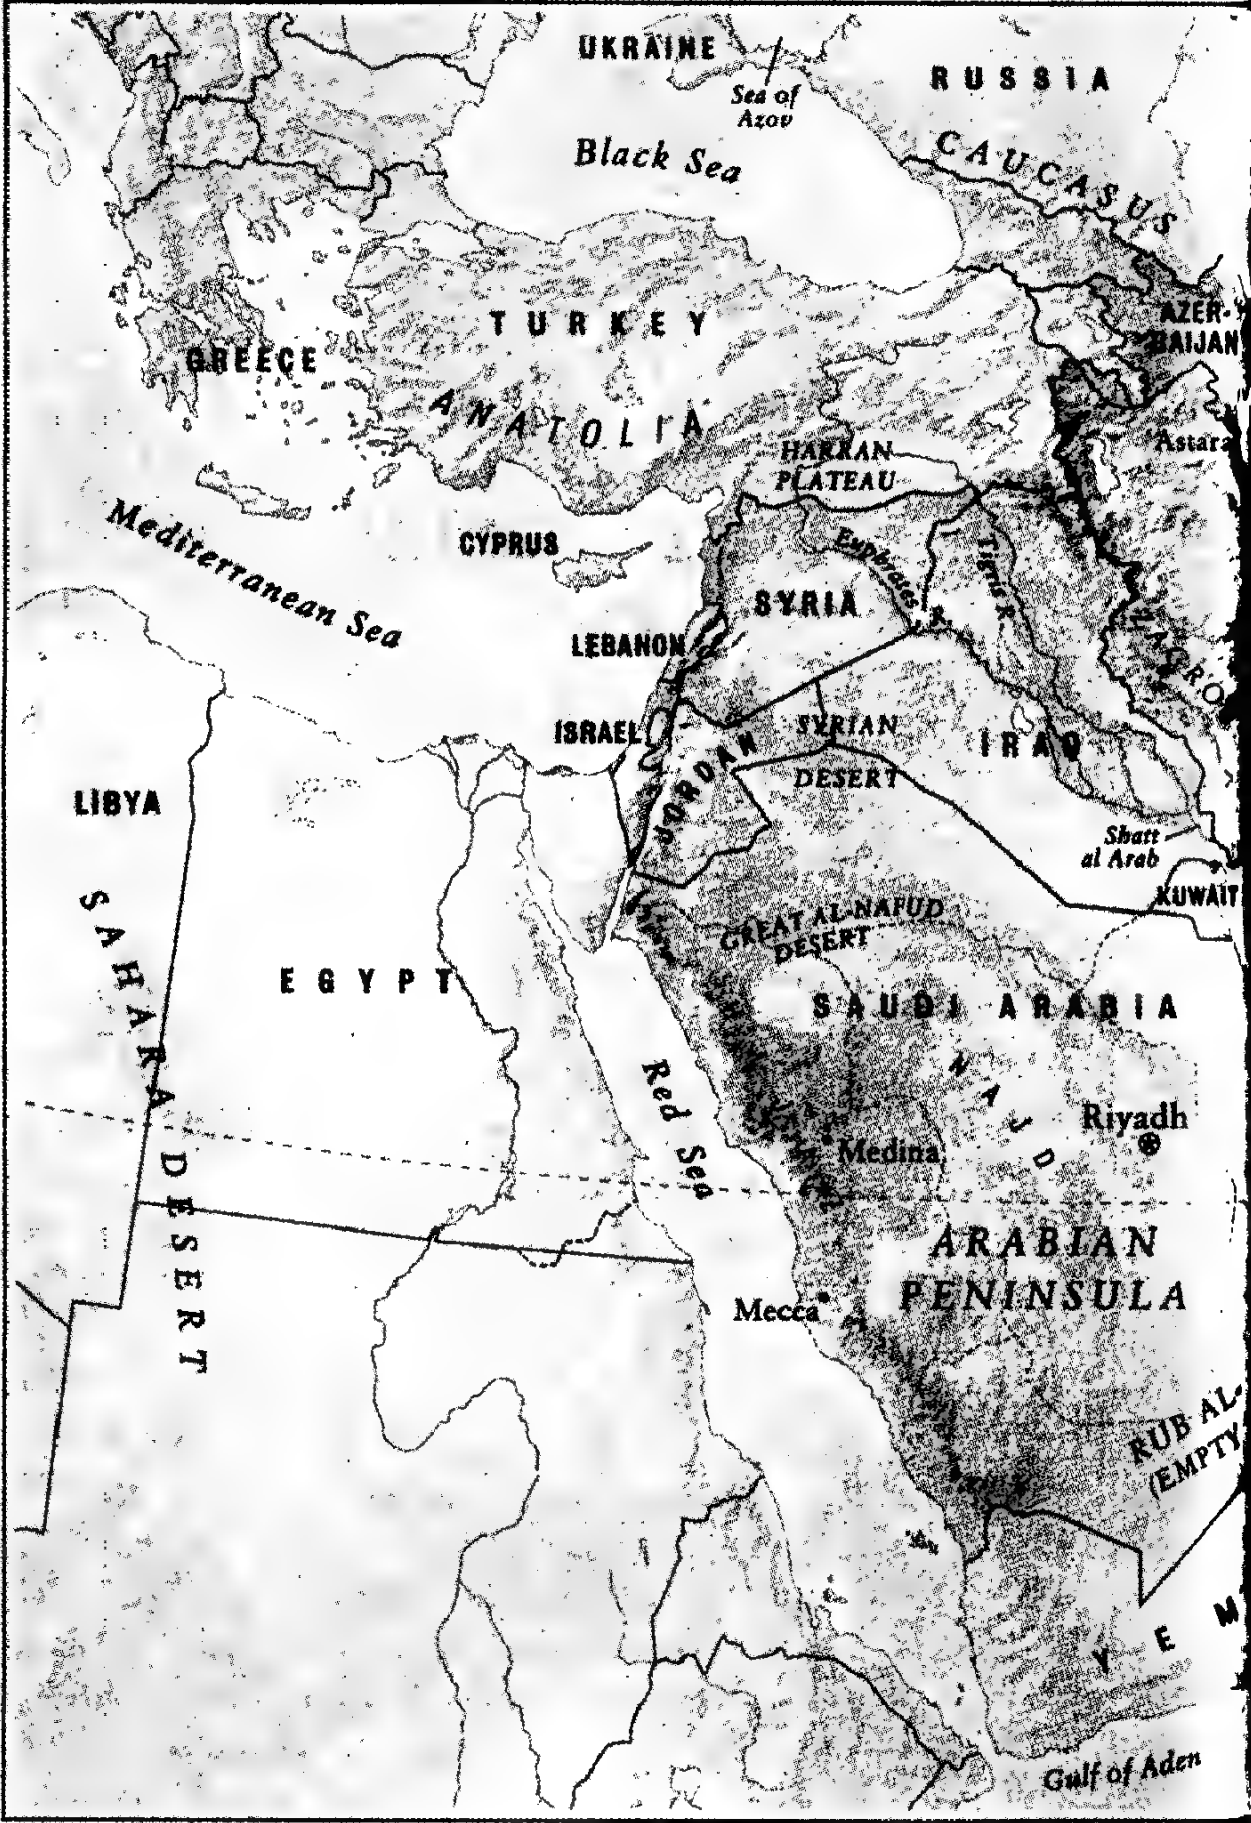 UKRAINE
RUSSIA
Sea of
Azov
Black Sea
CAUCASUS
AZER-
BAIJAN
TURKEY
GREECE
ANATOLIA
Astara
HARRAN
PLATEAU
Mediterranean Sea
CYPRUS
Euphrates R.
Tigris R.
SYRIA
ZAGRO
LEBANON
ISRAEL
SYRIAN
DESERT
IRAQ
JORDAN
LIBYA
Shatt
al Arab
KUWAIT
SAHARA DESERT
GREAT AL-NAFUD
DESERT
EGYPT
SAUDI ARABIA
NAJD
Red Sea
Riyadh
Medina
ARABIAN
PENINSULA
Mecca
RUB AL-
(EMPTY
YEM
Gulf of Aden